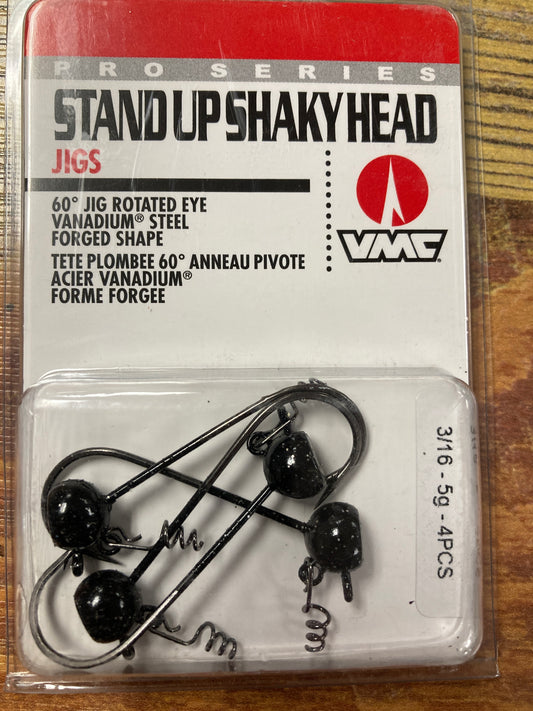 PRO SERIES
STAND UP SHAKY HEAD
JIGS
60° JIG ROTATED EYE
VANADIUM® STEEL
FORGED SHAPE
TETE PLOMBEE 60° ANNEAU PIVOTE
ACIER VANADIUM®
FORME FORGEE
VMC®
3/16 - 5g - 4PCS